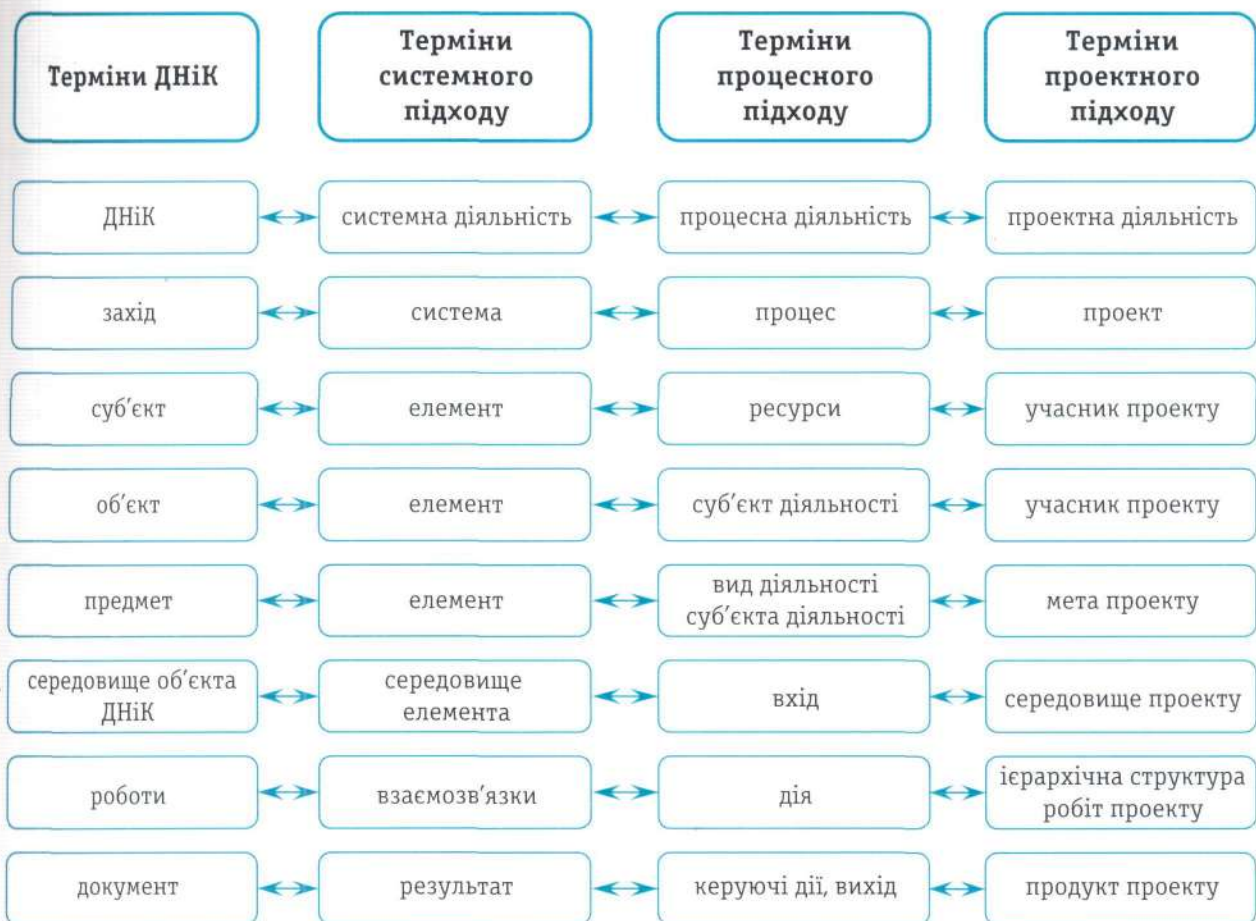 Терміни ДНіК
Терміни
системного
підходу
Терміни
процесного
підходу
Терміни
проектного
підходу
ДНіК
системна діяльність
процесна діяльність
проектна діяльність
захід
система
процес
проект
суб’єкт
елемент
ресурси
учасник проекту
об’єкт
елемент
суб’єкт діяльності
учасник проекту
предмет
елемент
вид діяльності
суб’єкта діяльності
мета проекту
середовище об’єкта
ДНіК
середовище
елемента
вхід
середовище проекту
роботи
взаємозв’язки
дія
ієрархічна структура
робіт проекту
документ
результат
керуючі дії, вихід
продукт проекту